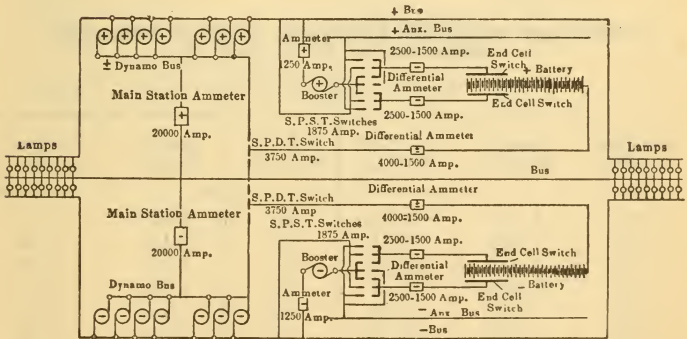 + Bus
+ Aux. Bus
Ammeter
1250 Amp.
2500-1500 Amp.
End Cell
Switch
+ Battery
± Dynamo Bus
Differential
Ammeter
Booster
End Cell
Switch
Main Station Ammeter
2500-1500 Amp.
S.P.S.T. Switches
1875 Amp.
20000 Amp.
Differential Ammeter
S.P.D.T. Switch
3750 Amp.
4000-1500 Amp.
Lamps
Lamps
Bus
S.P.D.T. Switch
3750 Amp
Differential Ammeter
4000=1500 Amp.
Main Station Ammeter
S.P.S.T. Switches
1875 Amp.
2500-1500 Amp.
End Cell Switch
20000 Amp.
Booster
Differential
Ammeter
- Battery
Ammeter
2500-1500 Amp.
End Cell
Switch
Dynamo Bus
1250 Amp.
- Aux Bus
-Bus